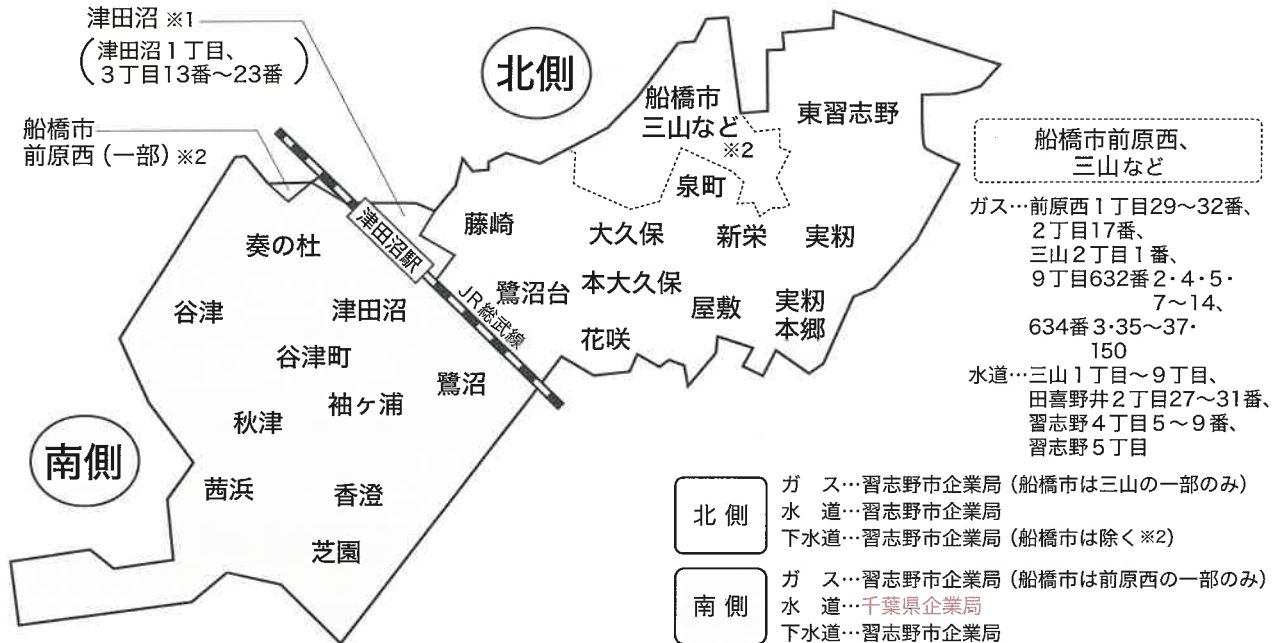 津田沼 ※1
(津田沼1丁目、
3丁目13番〜23番)
船橋市
前原西(一部)※2
北側
船橋市
三山など
※2
東習志野
泉町
藤崎
大久保
新栄
実籾
奏の杜
津田沼駅
JR総武線
鷺沼台
本大久保
屋敷
実籾
本郷
花咲
谷津
津田沼
谷津町
鷺沼
袖ヶ浦
秋津
南側
茜浜
香澄
芝園
船橋市前原西、
三山など
ガス…前原西1丁目29〜32番、
2丁目17番、
三山2丁目1番、
9丁目632番2・4・5・
7〜14、
634番3・35〜37・
150
水道…三山1丁目〜9丁目、
田喜野井2丁目27〜31番、
習志野4丁目5〜9番、
習志野5丁目
北側
ガ ス…習志野市企業局(船橋市は三山の一部のみ)
水 道…習志野市企業局
下水道…習志野市企業局(船橋市は除く※2)
南側
ガ ス…習志野市企業局(船橋市は前原西の一部のみ)
水 道…千葉県企業局
下水道…習志野市企業局